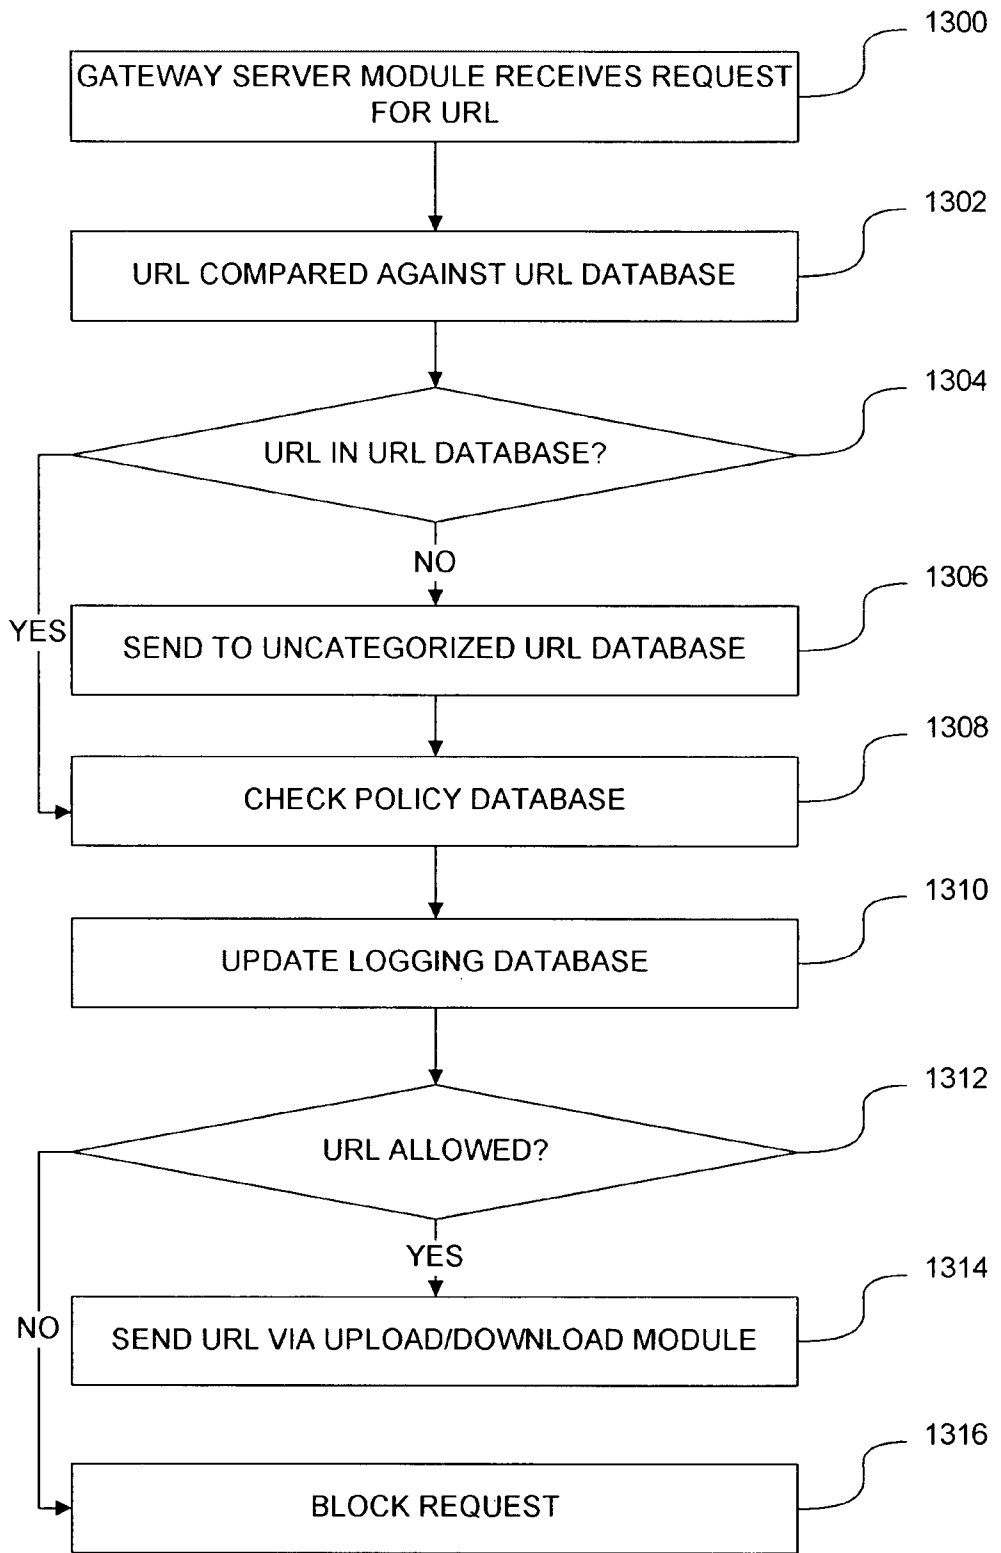 1300
GATEWAY SERVER MODULE RECEIVES REQUEST
FOR URL
1302
URL COMPARED AGAINST URL DATABASE
1304
URL IN URL DATABASE?
NO
1306
YES
SEND TO UNCATEGORIZED URL DATABASE
1308
CHECK POLICY DATABASE
1310
UPDATE LOGGING DATABASE
1312
URL ALLOWED?
YES
1314
NO
SEND URL VIA UPLOAD/DOWNLOAD MODULE
1316
BLOCK REQUEST